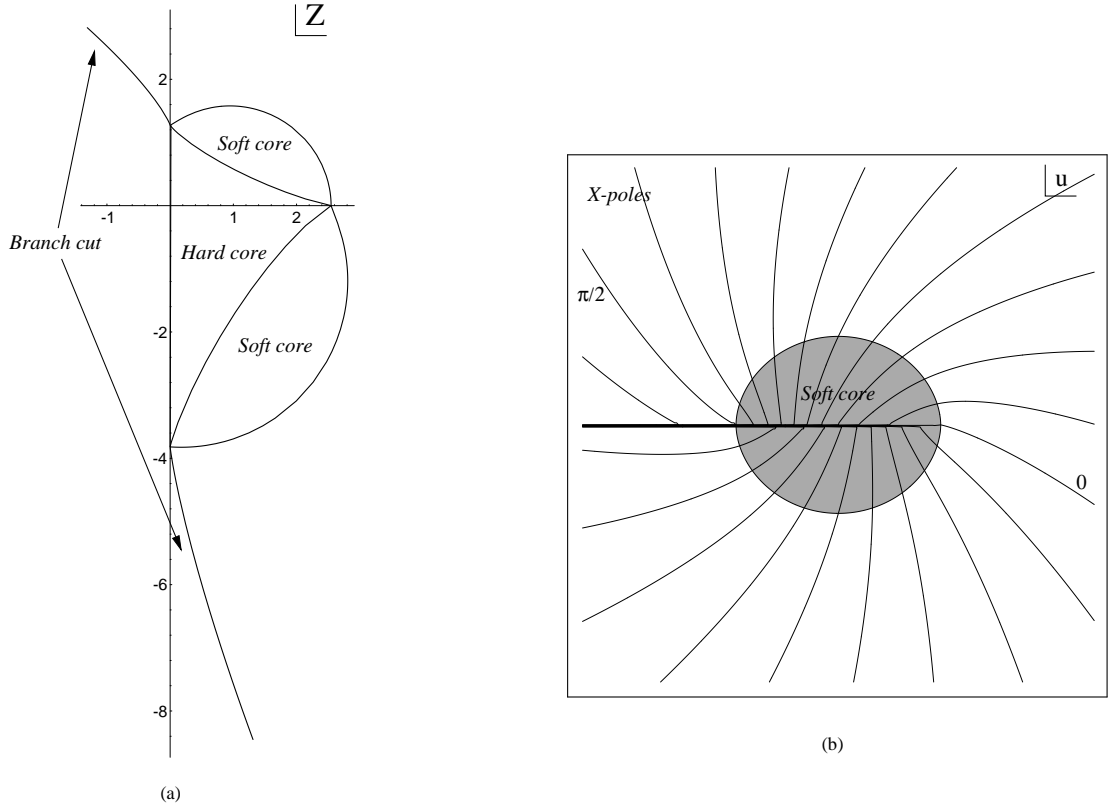 Z
2
Soft core
-1
1
2
Branch cut
Hard core
-2
Soft core
-4
-6
-8
(a)
X-poles
u
π/2
Soft core
0
(b)